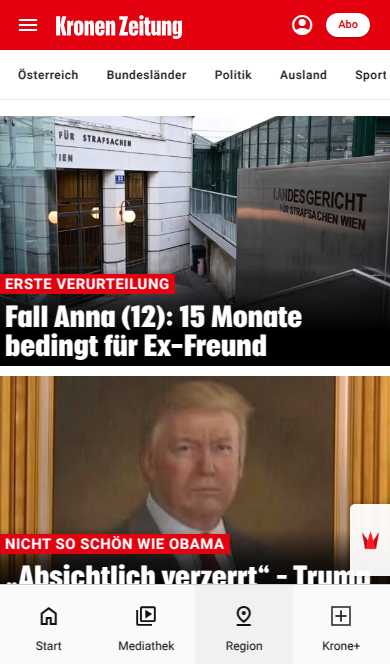 Kronen Zeitung
Abo
Österreich Bundesländer Politik Ausland Sport
FÜR STRAFSACHEN
WIEN
LANDESGERICHT
FÜR STRAFSACHEN WIEN
ERSTE VERURTEILUNG
Fall Anna (12): 15 Monate
bedingt für Ex-Freund
NICHT SO SCHÖN WIE OBAMA
„Absichtlich verzerrt“ - Trump
Start Mediathek Region Krone+